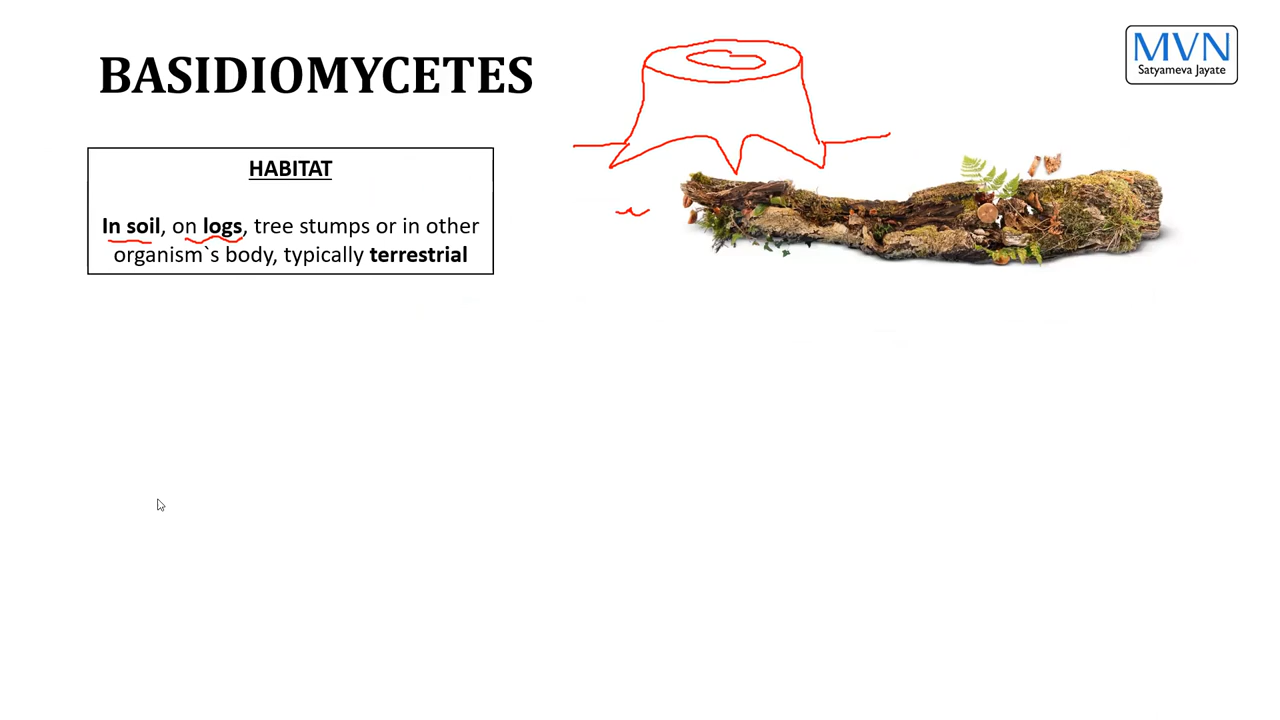 BASIDIOMYCETES
MVN
Satyameva Jayate
HABITAT
In soil, on logs, tree stumps or in other
organism`s body, typically terrestrial